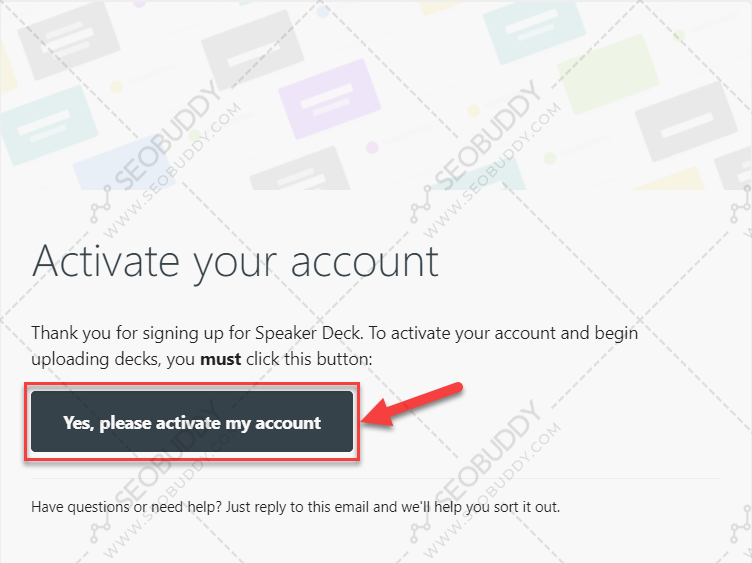 SEOBUDDY
WWW.SEOBUDDY.COM
SEOBUDDY
WWW.SEOBUDDY.COM
Activate your account
Thank you for signing up for Speaker Deck. To activate your account and begin
uploading decks, you must click this button:
Yes, please activate my account
SEOBUDDY
WWW.SEOBUDDY.COM
SEOBUDDY
WWW.SEOBUDDY.COM
Have questions or need help? Just reply to this email and we'll help you sort it out.